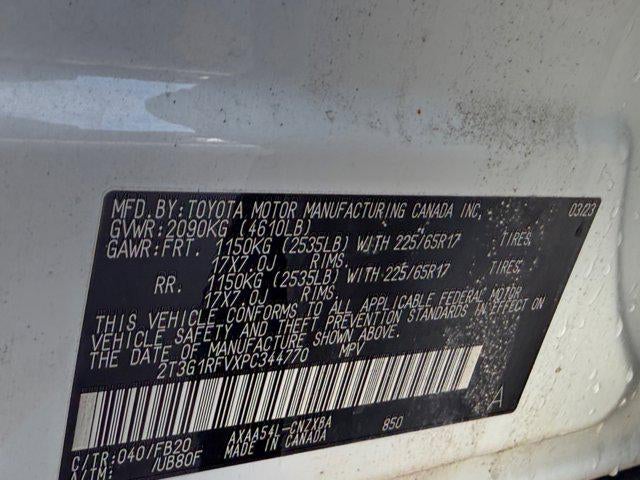 MFD.BY:TOYOTA MOTOR MANUFACTURING CANADA INC, 03/23
GVWR:2090KG (4610LB)
GAWR:FRT. 1150KG (2535LB) WITH 225/65R17 TIRES,
17X7.0J RIMS,
RR. 1150KG (2535LB) WITH 225/65R17 TIRES,
17X7.0J RIMS.
THIS VEHICLE CONFORMS TO ALL APPLICABLE FEDERAL MOTOR
VEHICLE SAFETY AND THEFT PREVENTION STANDARDS IN EFFECT ON
THE DATE OF MANUFACTURE SHOWN ABOVE.
2T3G1RFVXPC344770 MPV
C/TR:040/FB20 AXAA54L-CNZXBA 850 A
A/TM: /UB80F MADE IN CANADA